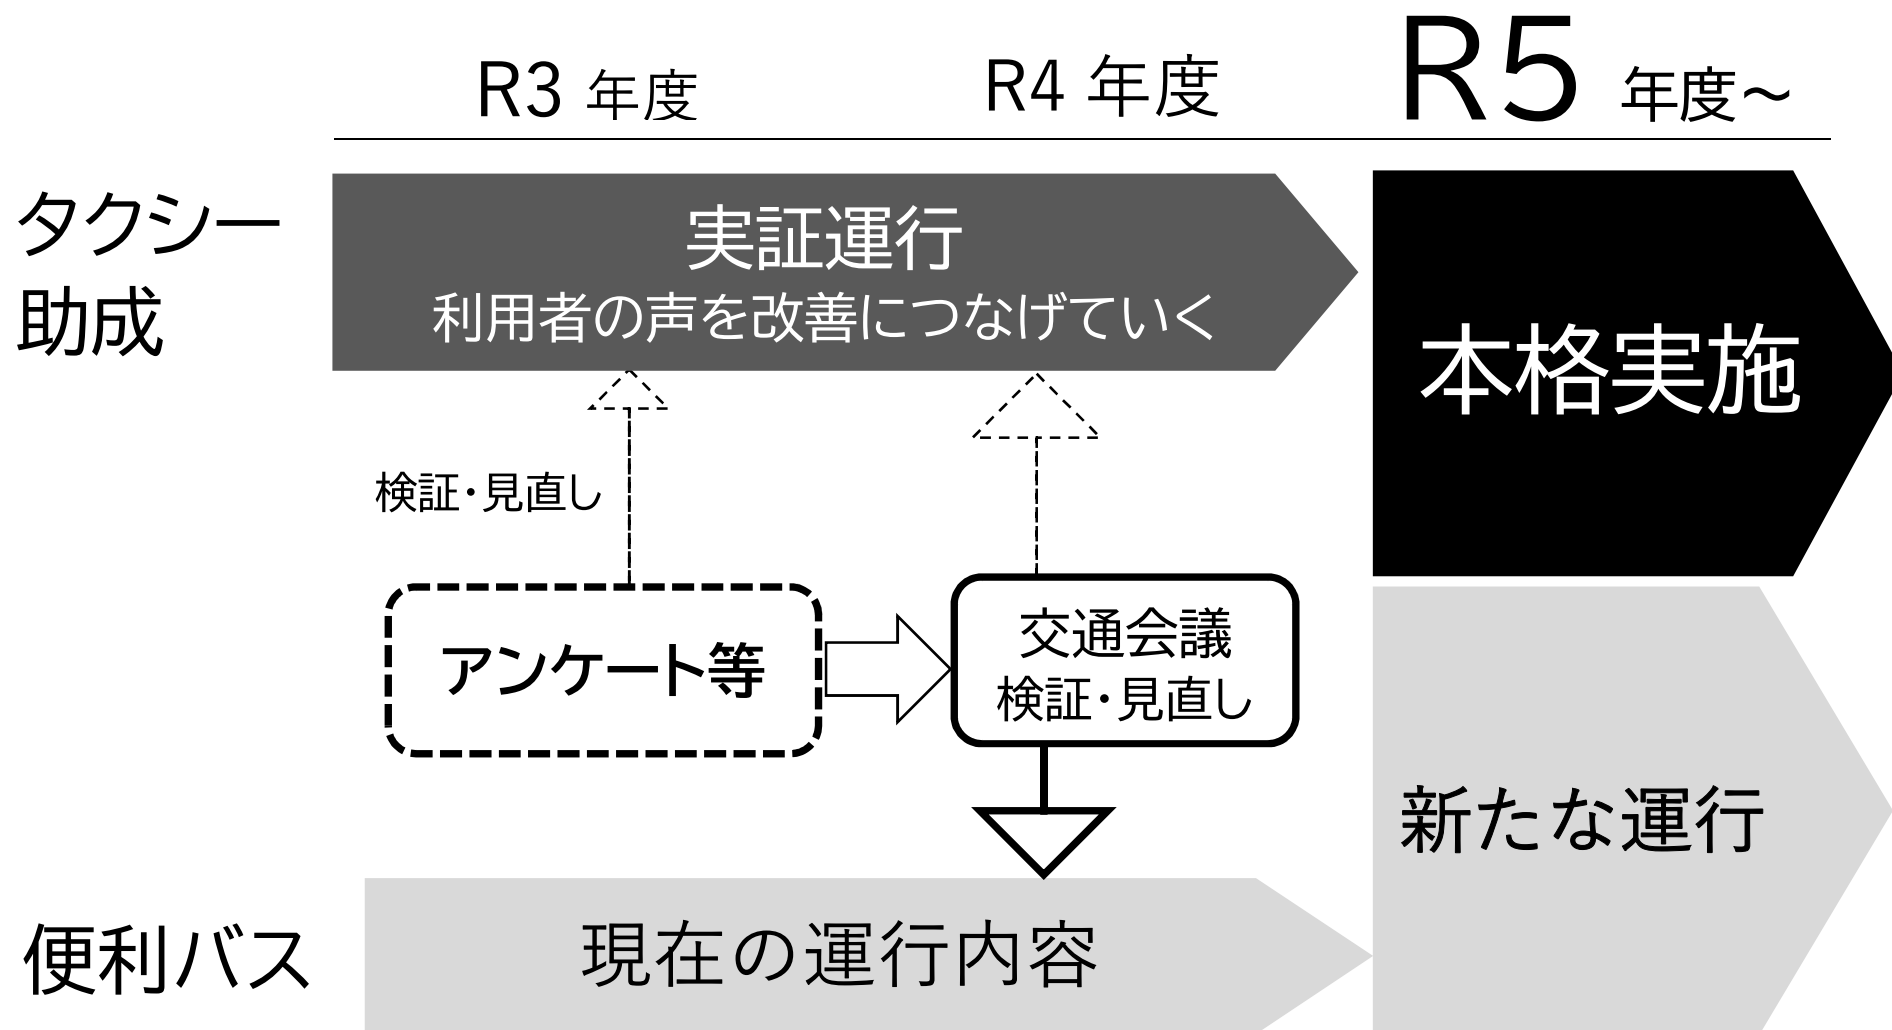 R3 年度
R4 年度
R5 年度～
タクシー
助成
実証運行
利用者の声を改善につなげていく
本格実施
検証・見直し
アンケート等
交通会議
検証・見直し
新たな運行
便利バス
現在の運行内容